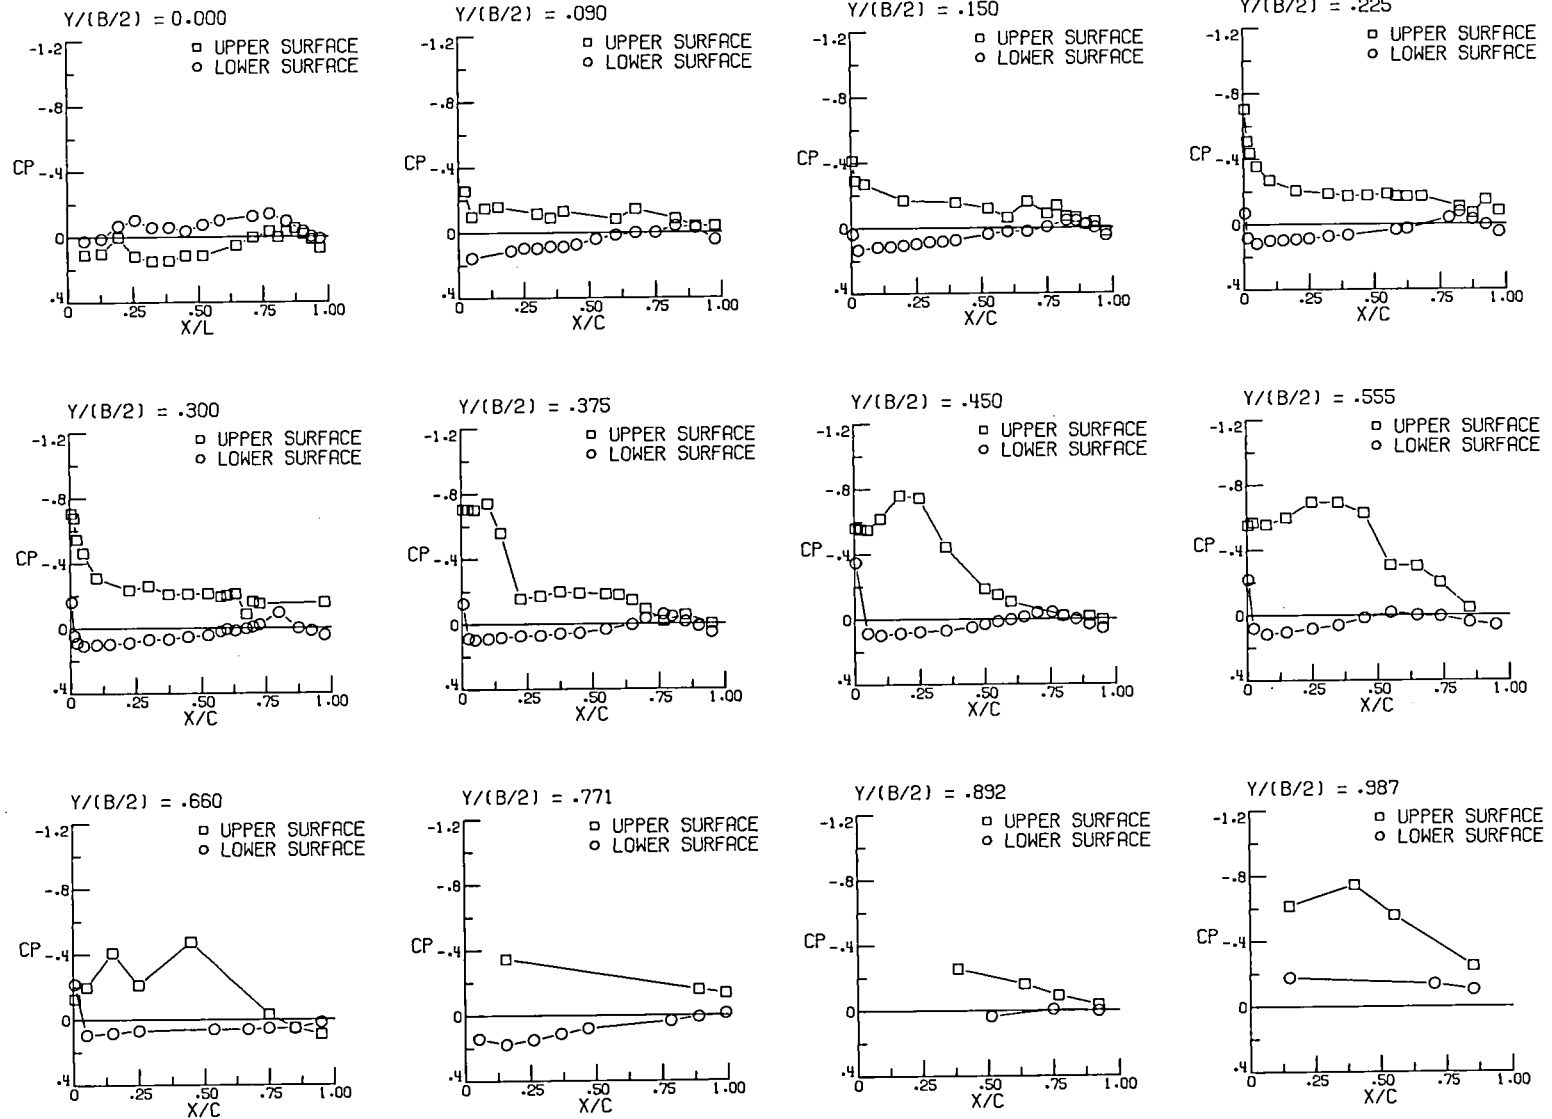 Y/(B/2) = 0.000
□ UPPER SURFACE
○ LOWER SURFACE
-1.2
-.8
CP -.4
0
.4
0 .25 .50 .75 1.00
X/L
Y/(B/2) = .090
□ UPPER SURFACE
○ LOWER SURFACE
-1.2
-.8
CP -.4
0
.4
0 .25 .50 .75 1.00
X/C
Y/(B/2) = .150
□ UPPER SURFACE
○ LOWER SURFACE
-1.2
-.8
CP -.4
0
.4
0 .25 .50 .75 1.00
X/C
Y/(B/2) = .225
□ UPPER SURFACE
○ LOWER SURFACE
-1.2
-.8
CP -.4
0
.4
0 .25 .50 .75 1.00
X/C
Y/(B/2) = .300
□ UPPER SURFACE
○ LOWER SURFACE
-1.2
-.8
CP -.4
0
.4
0 .25 .50 .75 1.00
X/C
Y/(B/2) = .375
□ UPPER SURFACE
○ LOWER SURFACE
-1.2
-.8
CP -.4
0
.4
0 .25 .50 .75 1.00
X/C
Y/(B/2) = .450
□ UPPER SURFACE
○ LOWER SURFACE
-1.2
-.8
CP -.4
0
.4
0 .25 .50 .75 1.00
X/C
Y/(B/2) = .555
□ UPPER SURFACE
○ LOWER SURFACE
-1.2
-.8
CP -.4
0
.4
0 .25 .50 .75 1.00
X/C
Y/(B/2) = .660
□ UPPER SURFACE
○ LOWER SURFACE
-1.2
-.8
CP -.4
0
.4
0 .25 .50 .75 1.00
X/C
Y/(B/2) = .771
□ UPPER SURFACE
○ LOWER SURFACE
-1.2
-.8
CP -.4
0
.4
0 .25 .50 .75 1.00
X/C
Y/(B/2) = .892
□ UPPER SURFACE
○ LOWER SURFACE
-1.2
-.8
CP -.4
0
.4
0 .25 .50 .75 1.00
X/C
Y/(B/2) = .987
□ UPPER SURFACE
○ LOWER SURFACE
-1.2
-.8
CP -.4
0
.4
0 .25 .50 .75 1.00
X/C